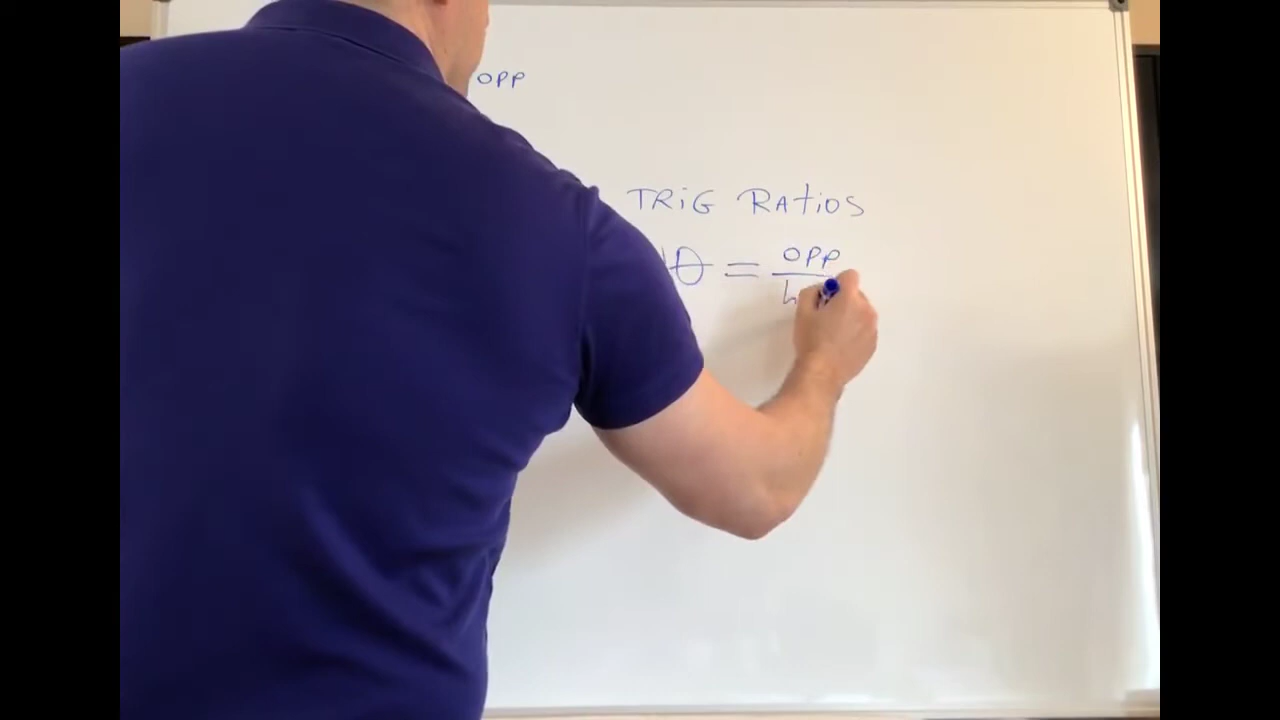 OPP
TRiG RAtiOS
θ = OPP
h